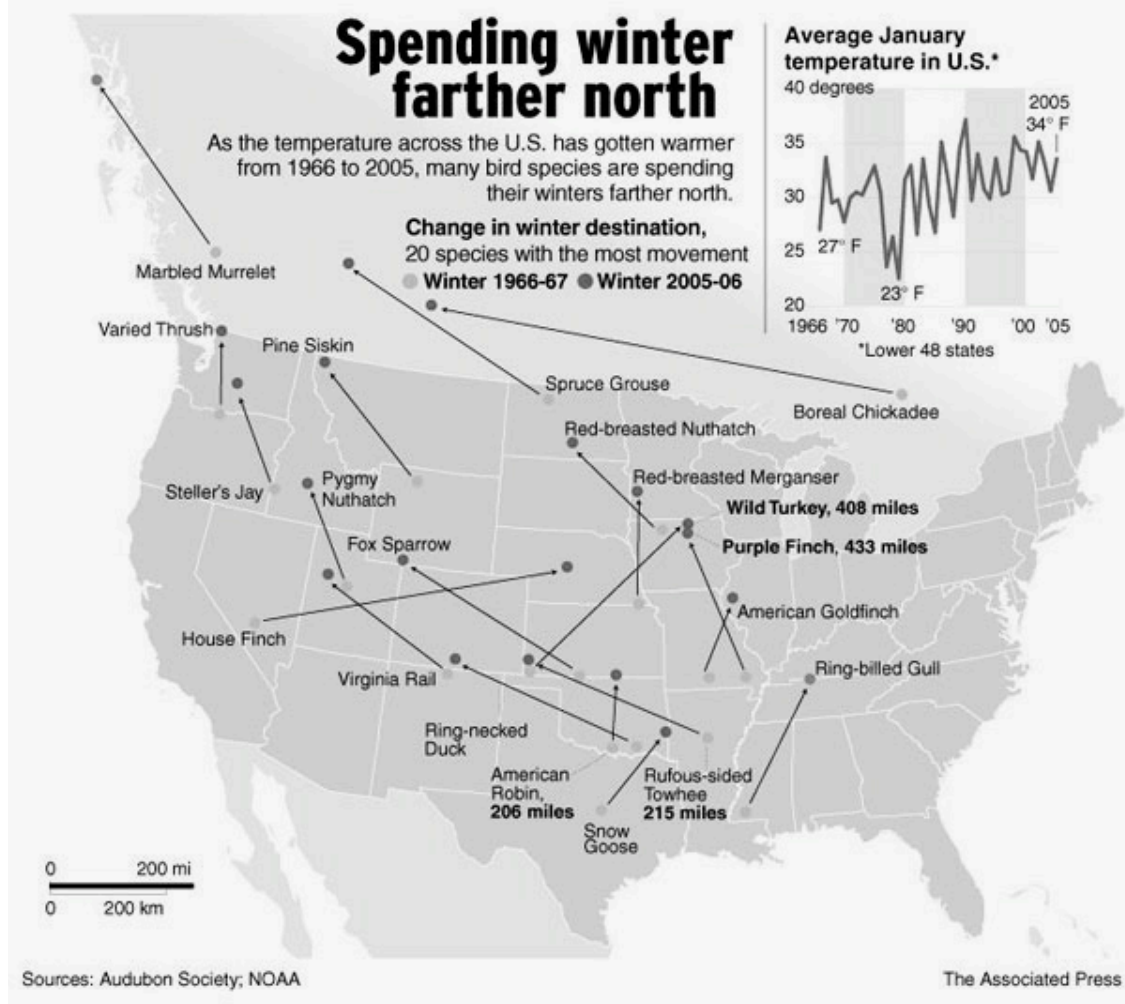 Spending winter
farther north
As the temperature across the U.S. has gotten warmer
from 1966 to 2005, many bird species are spending
their winters farther north.
Change in winter destination,
20 species with the most movement
Winter 1966-67 Winter 2005-06
Average January
temperature in U.S.*
40 degrees
2005
34° F
35
30
27° F
25
23° F
20
1966 '70 '80 '90 '00 '05
*Lower 48 states
Marbled Murrelet
Varied Thrush
Pine Siskin
Spruce Grouse
Boreal Chickadee
Red-breasted Nuthatch
Red-breasted Merganser
Steller's Jay
Pygmy
Nuthatch
Wild Turkey, 408 miles
Fox Sparrow
Purple Finch, 433 miles
American Goldfinch
House Finch
Ring-billed Gull
Virginia Rail
Ring-necked
Duck
American
Robin,
206 miles
Rufous-sided
Towhee
215 miles
Snow
Goose
0 200 mi
0 200 km
Sources: Audubon Society; NOAA
The Associated Press